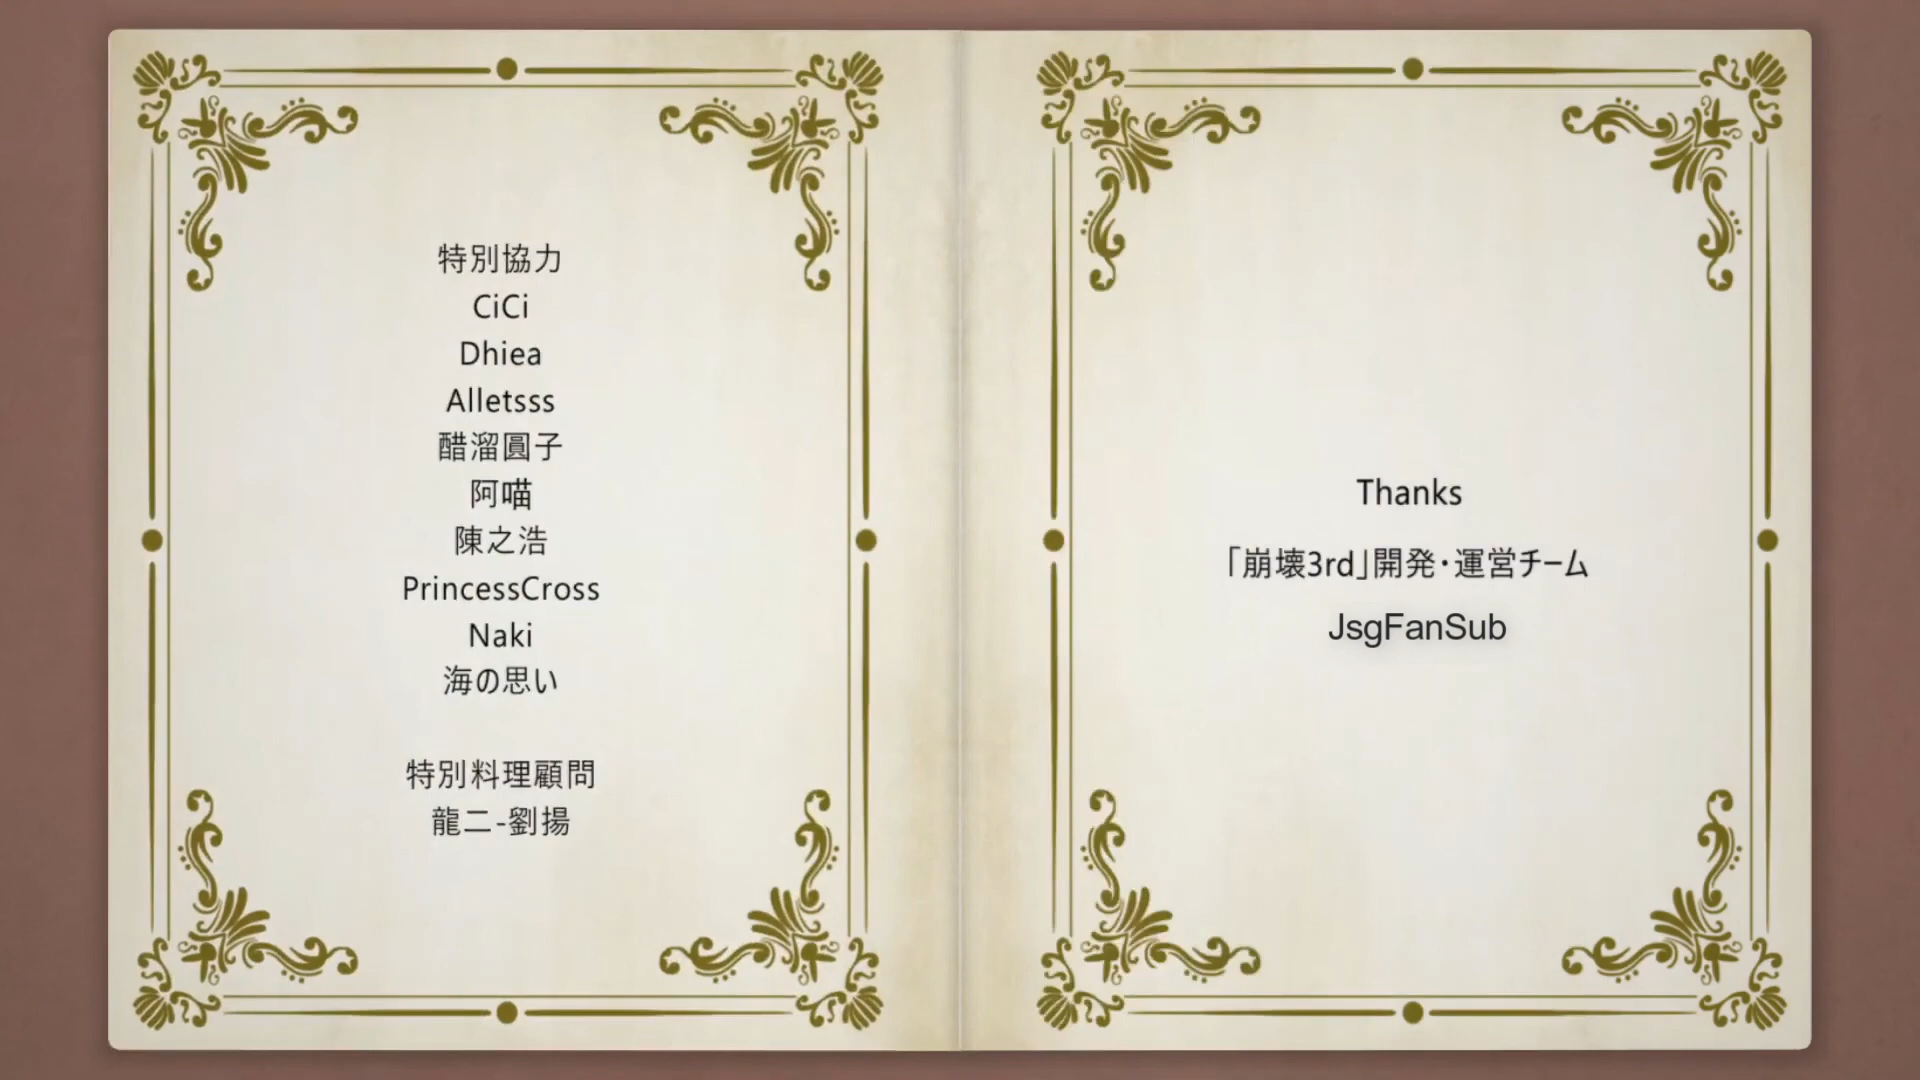 特別協力
CiCi
Dhiea
Alletsss
醋溜圓子
阿喵
陳之浩
PrincessCross
Naki
海の思い
特別料理顧問
龍二-劉揚
Thanks
「崩壊3rd」開発・運営チーム
JsgFanSub